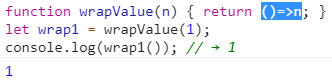 function wrapValue(n) { return ()=>n; }
let wrap1 = wrapValue(1);
console.log(wrap1()); // → 1
1